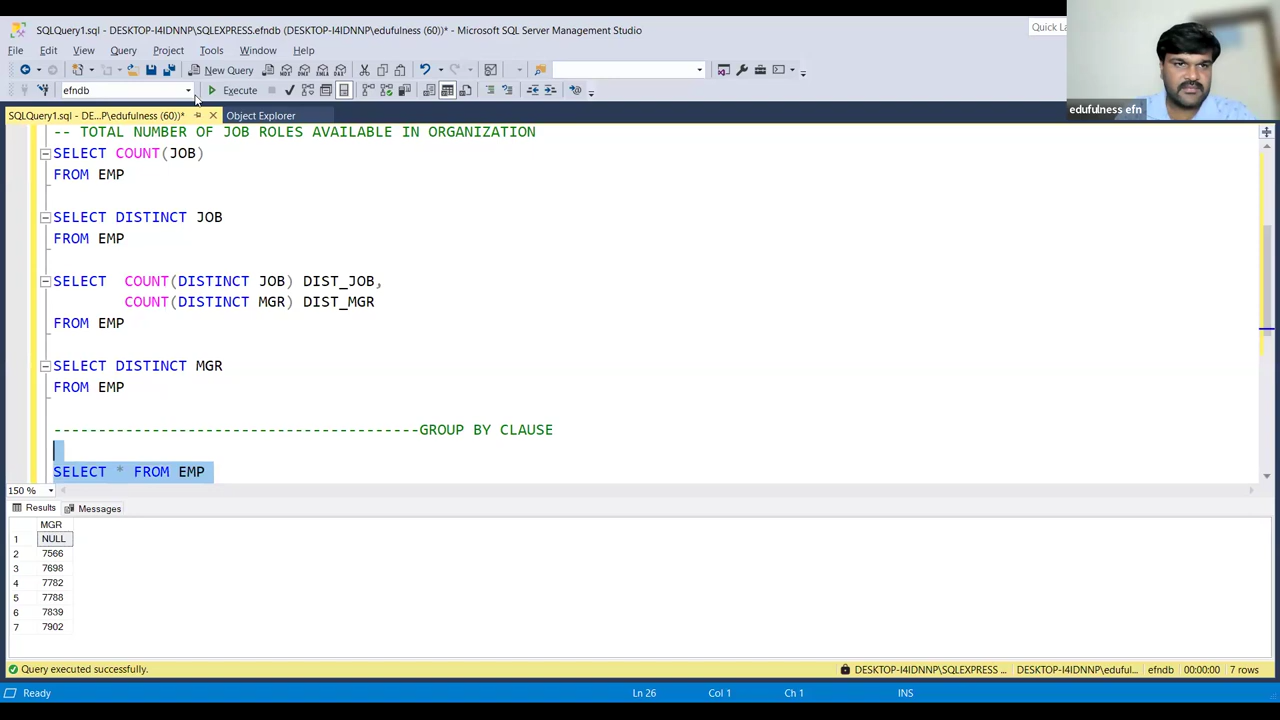 SQLQuery1.sql - DESKTOP-I4IDNNP\SQLEXPRESS.efndb (DESKTOP-I4IDNNP\edufulness (60))* - Microsoft SQL Server Management Studio
Quick La
File Edit View Query Project Tools Window Help
New Query
efndb Execute
edufulness efn
SQLQuery1.sql - DE...P\edufulness (60))* Object Explorer
-- TOTAL NUMBER OF JOB ROLES AVAILABLE IN ORGANIZATION
SELECT COUNT(JOB)
FROM EMP
SELECT DISTINCT JOB
FROM EMP
SELECT  COUNT(DISTINCT JOB) DIST_JOB,
COUNT(DISTINCT MGR) DIST_MGR
FROM EMP
SELECT DISTINCT MGR
FROM EMP
-----------------------------------------GROUP BY CLAUSE
SELECT * FROM EMP
150 %
Results Messages
MGR
1 NULL
2 7566
3 7698
4 7782
5 7788
6 7839
7 7902
Query executed successfully. DESKTOP-I4IDNNP\SQLEXPRESS ... DESKTOP-I4IDNNP\eduful... efndb 00:00:00 7 rows
Ready Ln 26 Col 1 Ch 1 INS